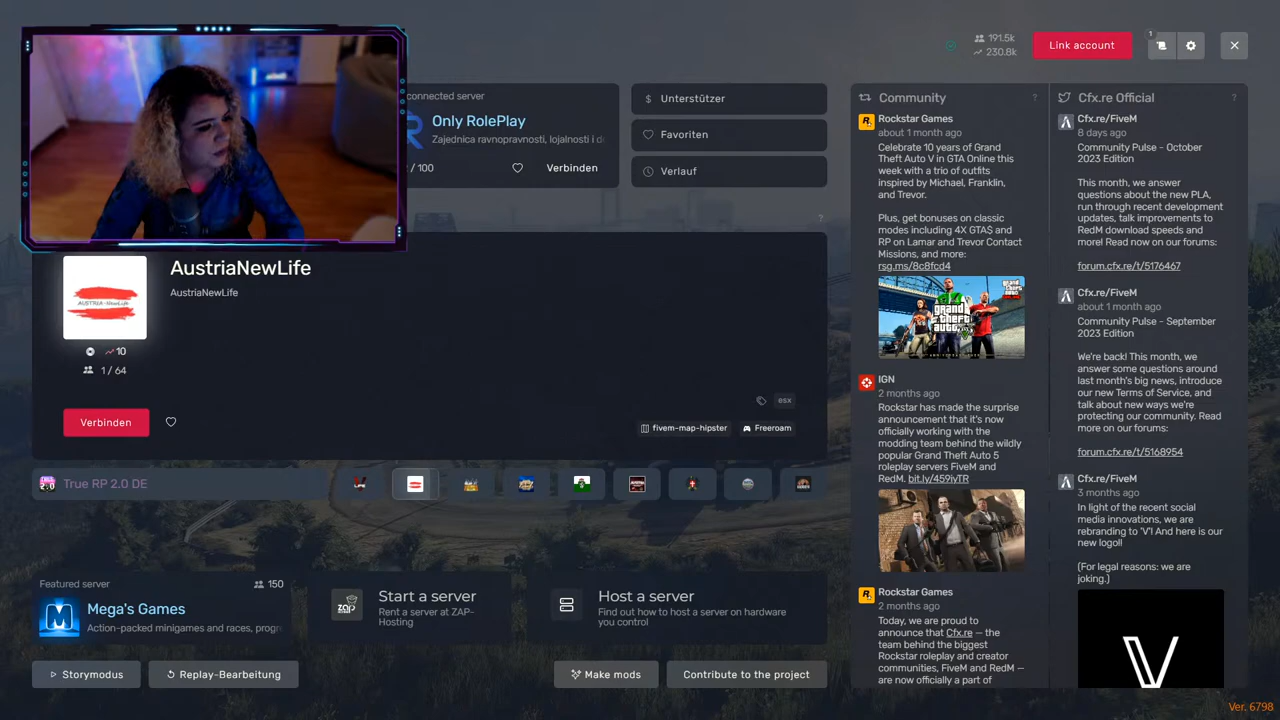 191.5k
230.8k
Link account
1
connected server
Only RolePlay
Zajednica ravnopravnosti, lojalnosti i d
/ 100
Verbinden
$ Unterstützer
Favoriten
Verlauf
?
AustriaNewLife
AustriaNewLife
AUSTRIA-NewLife
10
1 / 64
Verbinden
esx
fivem-map-hipster
Freeroam
True RP 2.0 DE
Featured server
150
Mega's Games
Action-packed minigames and races, progr
ZAP
Start a server
Rent a server at ZAP-
Hosting
Host a server
Find out how to host a server on hardware
you control
Storymodus
Replay-Bearbeitung
Make mods
Contribute to the project
Community
?
Rockstar Games
about 1 month ago
Celebrate 10 years of Grand
Theft Auto V in GTA Online this
week with a trio of outfits
inspired by Michael, Franklin,
and Trevor.
Plus, get bonuses on classic
modes including 4X GTA$ and
RP on Lamar and Trevor Contact
Missions, and more:
rsg.ms/8c8fcd4
grand
theft
auto
IGN
2 months ago
Rockstar has made the surprise
announcement that it's now
officially working with the
modding team behind the wildly
popular Grand Theft Auto 5
roleplay servers FiveM and
RedM. bit.ly/459iyTR
Rockstar Games
2 months ago
Today, we are proud to
announce that Cfx.re — the
team behind the biggest
Rockstar roleplay and creator
communities, FiveM and RedM —
are now officially a part of
Cfx.re Official
?
Cfx.re/FiveM
8 days ago
Community Pulse - October
2023 Edition
This month, we answer
questions about the new PLA,
run through recent development
updates, talk improvements to
RedM download speeds and
more! Read now on our forums:
forum.cfx.re/t/5176467
Cfx.re/FiveM
about 1 month ago
Community Pulse - September
2023 Edition
We're back! This month, we
answer some questions around
last month's big news, introduce
our new Terms of Service, and
talk about new ways we're
protecting our community. Read
more on our forums:
forum.cfx.re/t/5168954
Cfx.re/FiveM
3 months ago
In light of the recent social
media innovations, we are
rebranding to 'V'! And here is our
new logo!!
(For legal reasons: we are
joking.)
V
Ver. 6798